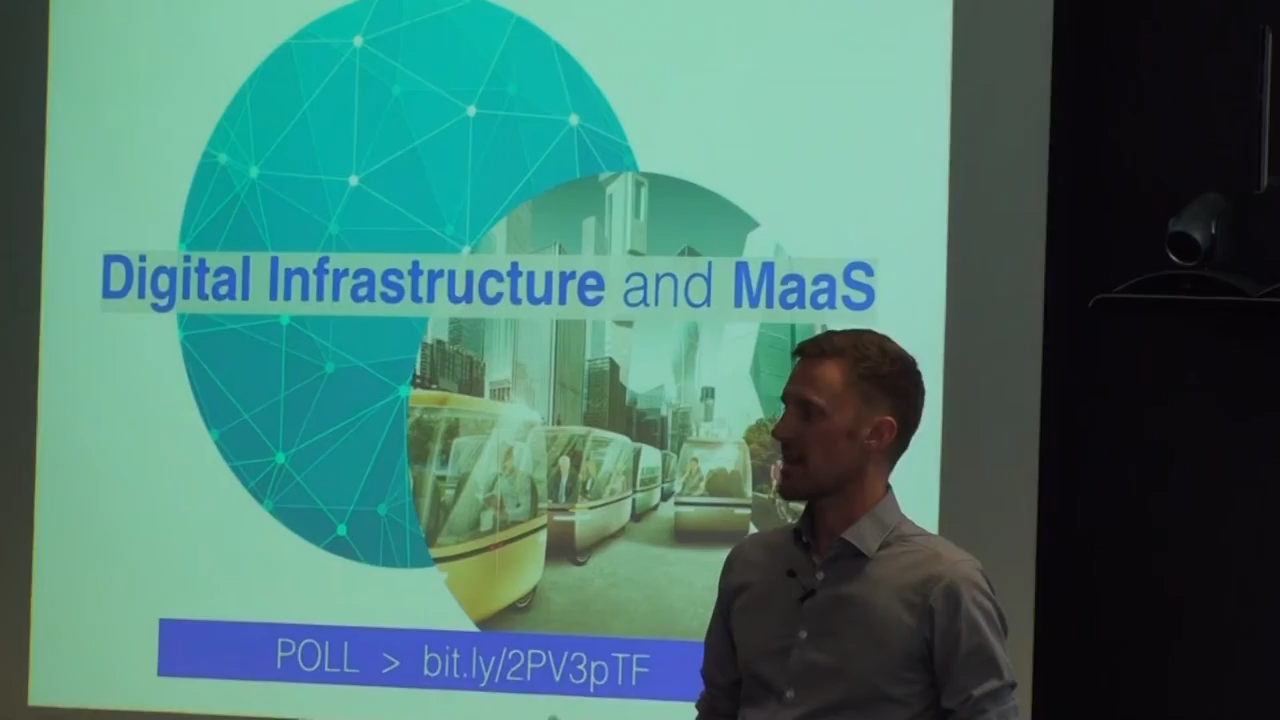 Digital Infrastructure and MaaS
POLL > bit.ly/2PV3pTF